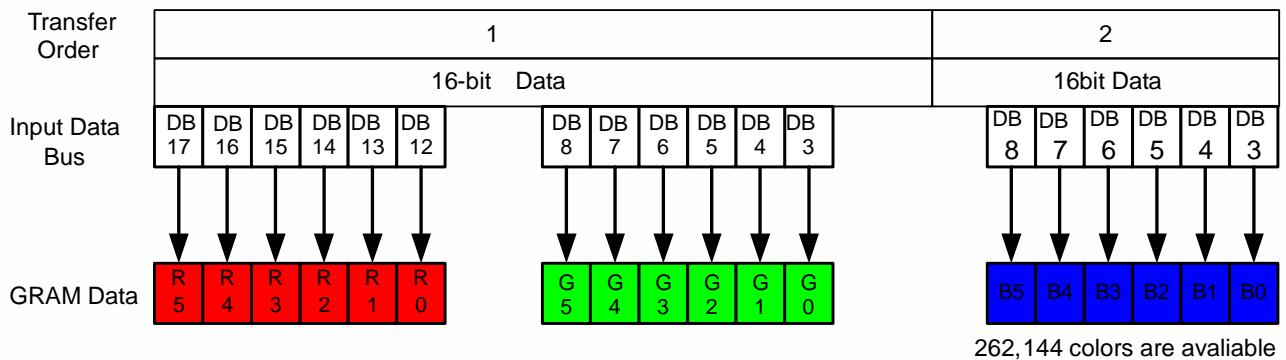 Transfer Order
1
2
16-bit Data
16bit Data
Input Data Bus
DB 17
DB 16
DB 15
DB 14
DB 13
DB 12
DB 8
DB 7
DB 6
DB 5
DB 4
DB 3
DB 8
DB 7
DB 6
DB 5
DB 4
DB 3
GRAM Data
R 5
R 4
R 3
R 2
R 1
R 0
G 5
G 4
G 3
G 2
G 1
G 0
B5
B4
B3
B2
B1
B0
262,144 colors are avaliable